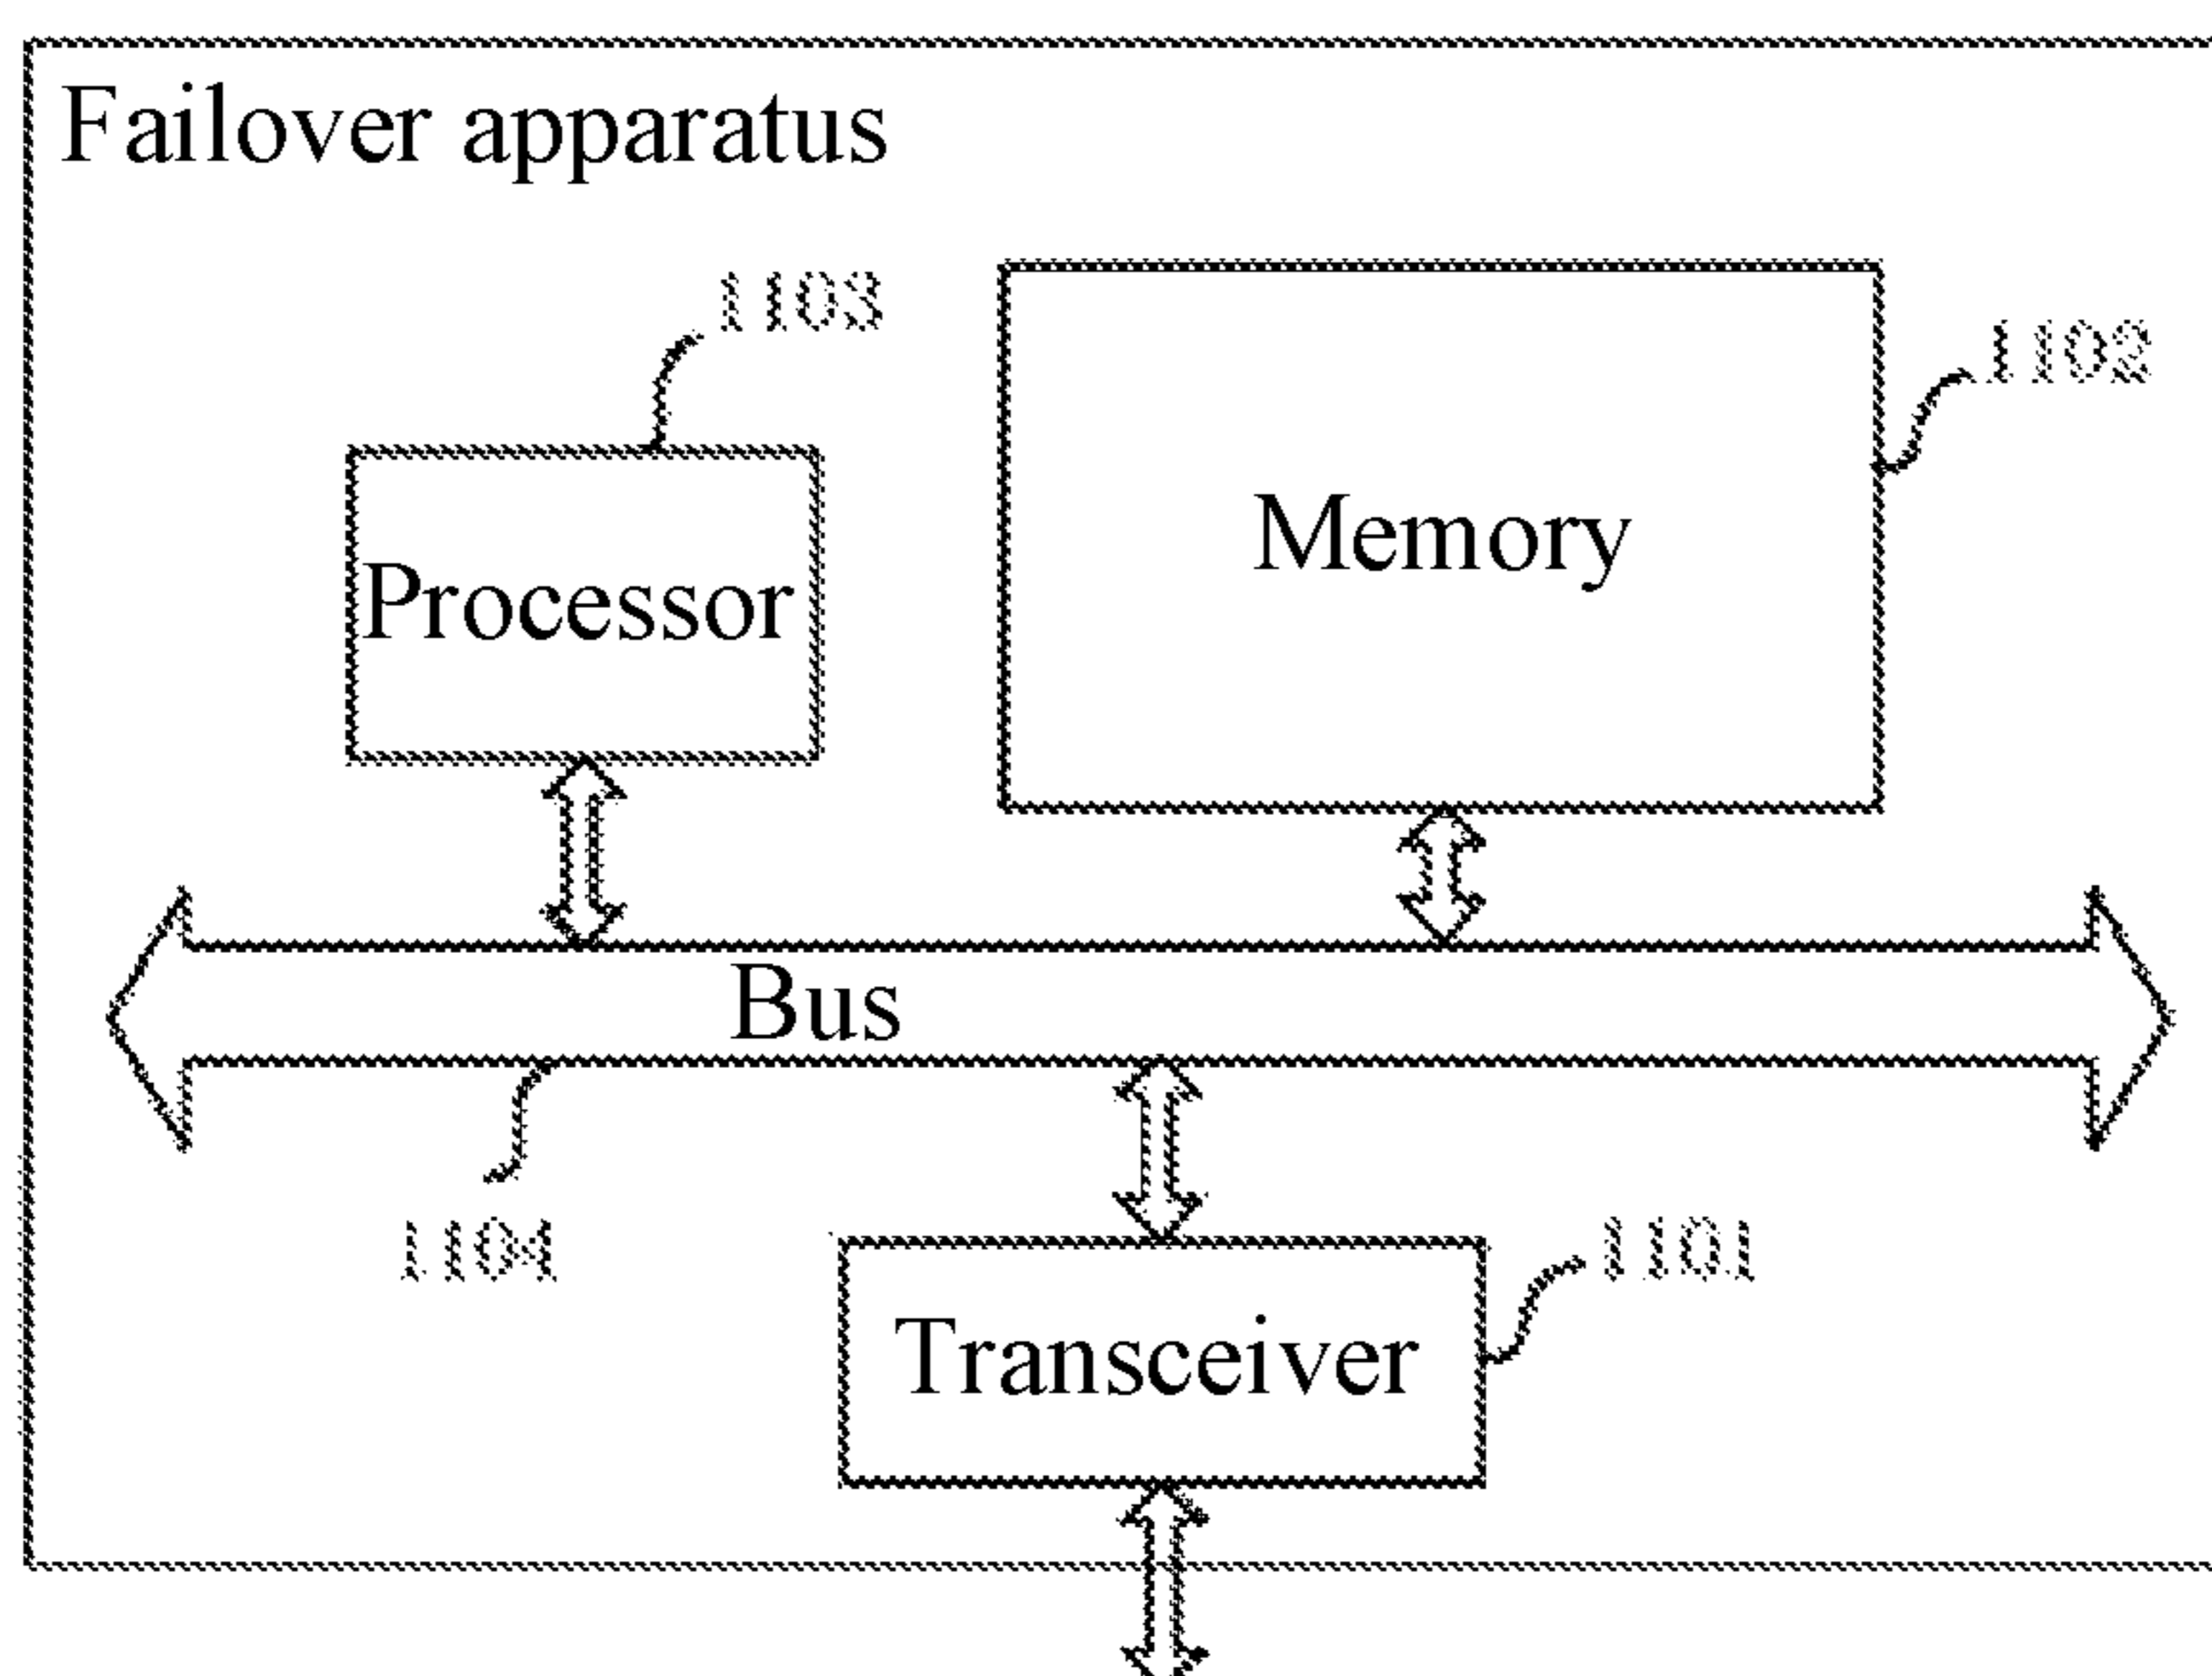 Failover apparatus
1103
1102
Memory
Processor
Bus
1104
1101
Transceiver